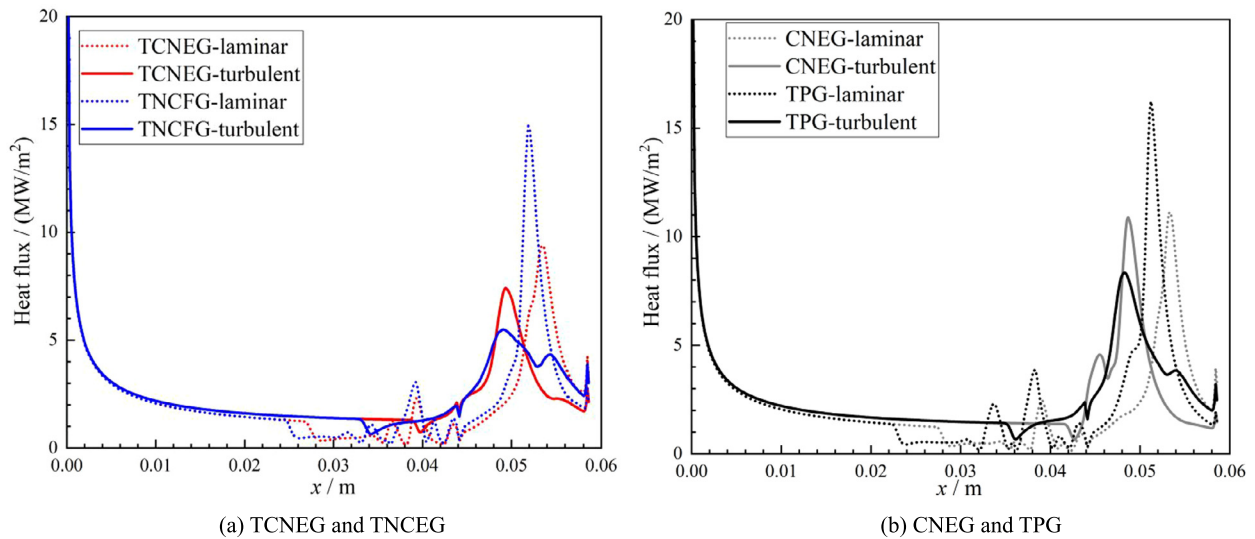 20
15
10
5
0
Heat flux / (MW/m²)
TCNEG-laminar
TCNEG-turbulent
TNCFG-laminar
TNCFG-turbulent
0.00 0.01 0.02 0.03 0.04 0.05 0.06
x / m
(a) TCNEG and TNCEG
20
15
10
5
0
Heat flux / (MW/m²)
CNEG-laminar
CNEG-turbulent
TPG-laminar
TPG-turbulent
0.00 0.01 0.02 0.03 0.04 0.05 0.06
x / m
(b) CNEG and TPG